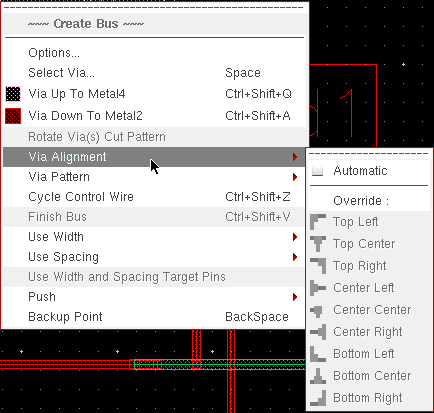 ~~~ Create Bus ~~~
Options...
Select Via... Space
Via Up To Metal4 Ctrl+Shift+Q
Via Down To Metal2 Ctrl+Shift+A
Rotate Via(s) Cut Pattern
Via Alignment
Via Pattern
Cycle Control Wire Ctrl+Shift+Z
Finish Bus Ctrl+Shift+V
Use Width
Use Spacing
Use Width and Spacing Target Pins
Push
Backup Point BackSpace
Automatic
Override :
Top Left
Top Center
Top Right
Center Left
Center Center
Center Right
Bottom Left
Bottom Center
Bottom Right